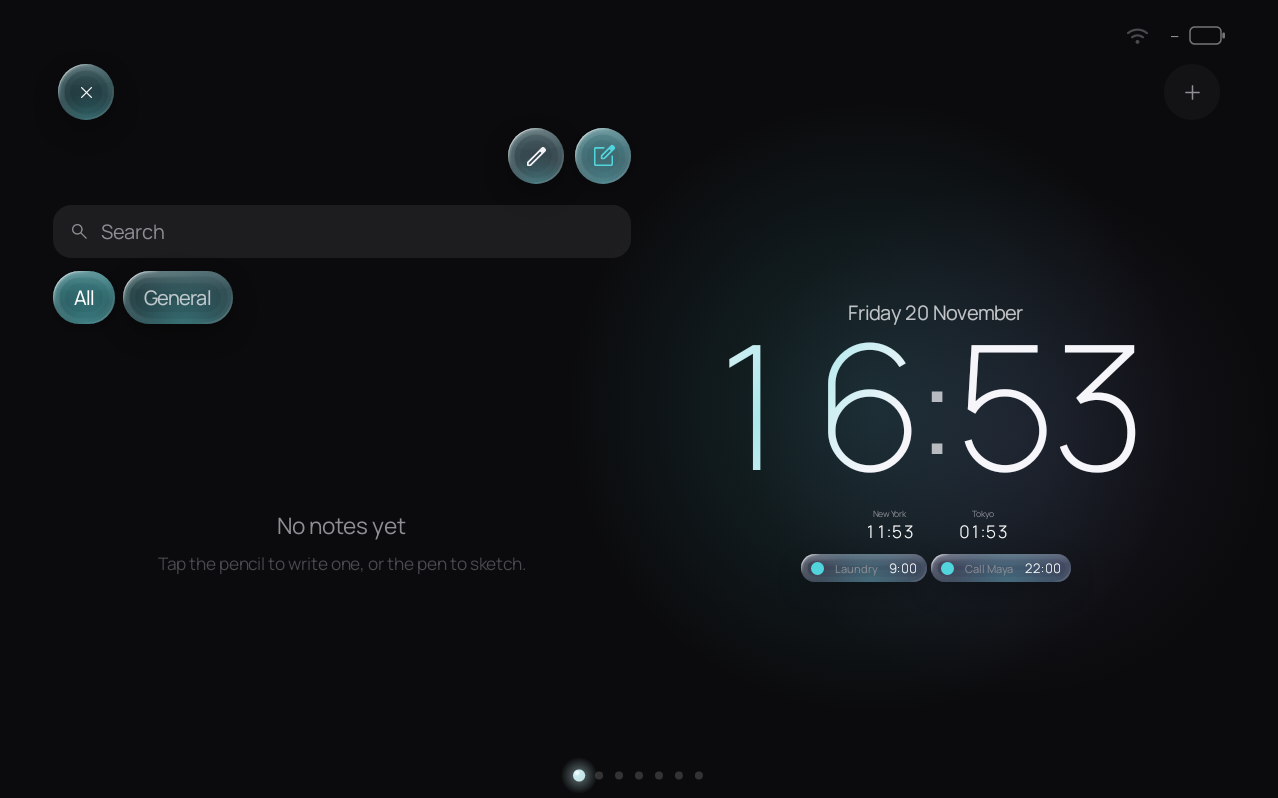 Search
All
General
No notes yet
Tap the pencil to write one, or the pen to sketch.
Friday 20 November
16:53
New York
11:53
Tokyo
01:53
Laundry 9:00
Call Maya 22:00